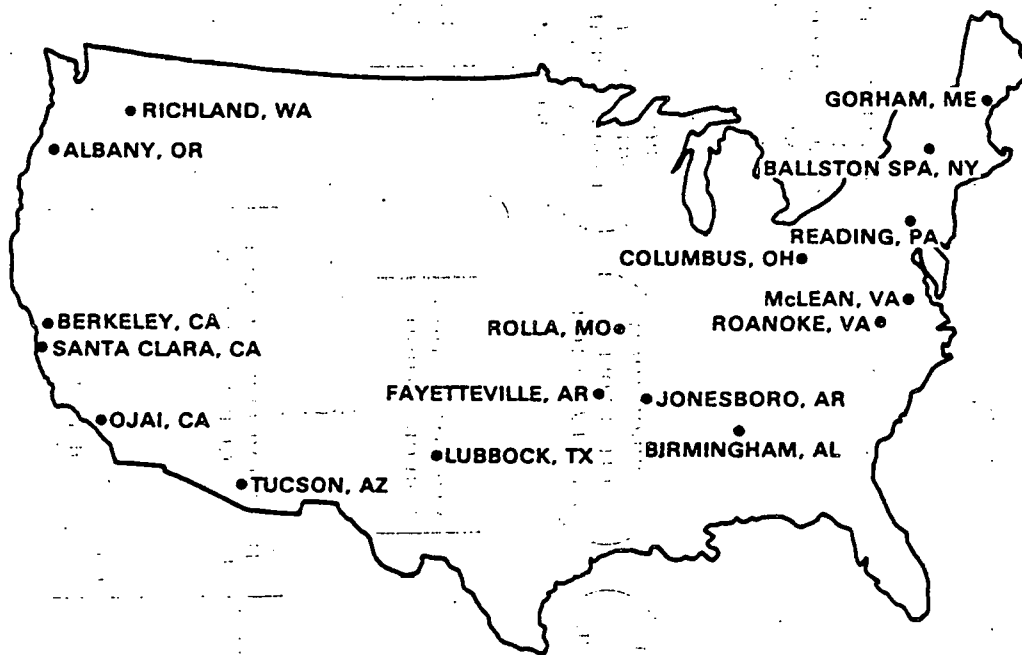 GORHAM, ME
RICHLAND, WA
ALBANY, OR
BALLSTON SPA, NY
READING, PA
COLUMBUS, OH
McLEAN, VA
BERKELEY, CA
ROANOKE, VA
ROLLA, MO
SANTA CLARA, CA
FAYETTEVILLE, AR
JONESBORO, AR
OJAI, CA
BIRMINGHAM, AL
LUBBOCK, TX
TUCSON, AZ